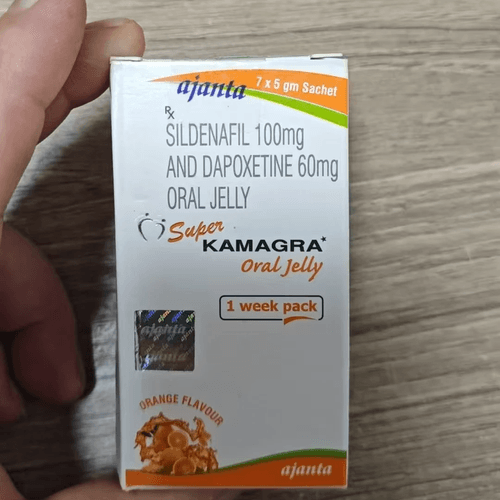 ajanta
7 x 5 gm Sachet
Rx
SILDENAFIL 100mg
AND DAPOXETINE 60mg
ORAL JELLY
Super
KAMAGRA*
Oral Jelly
1 week pack
ajanta
ORANGE FLAVOUR
ajanta